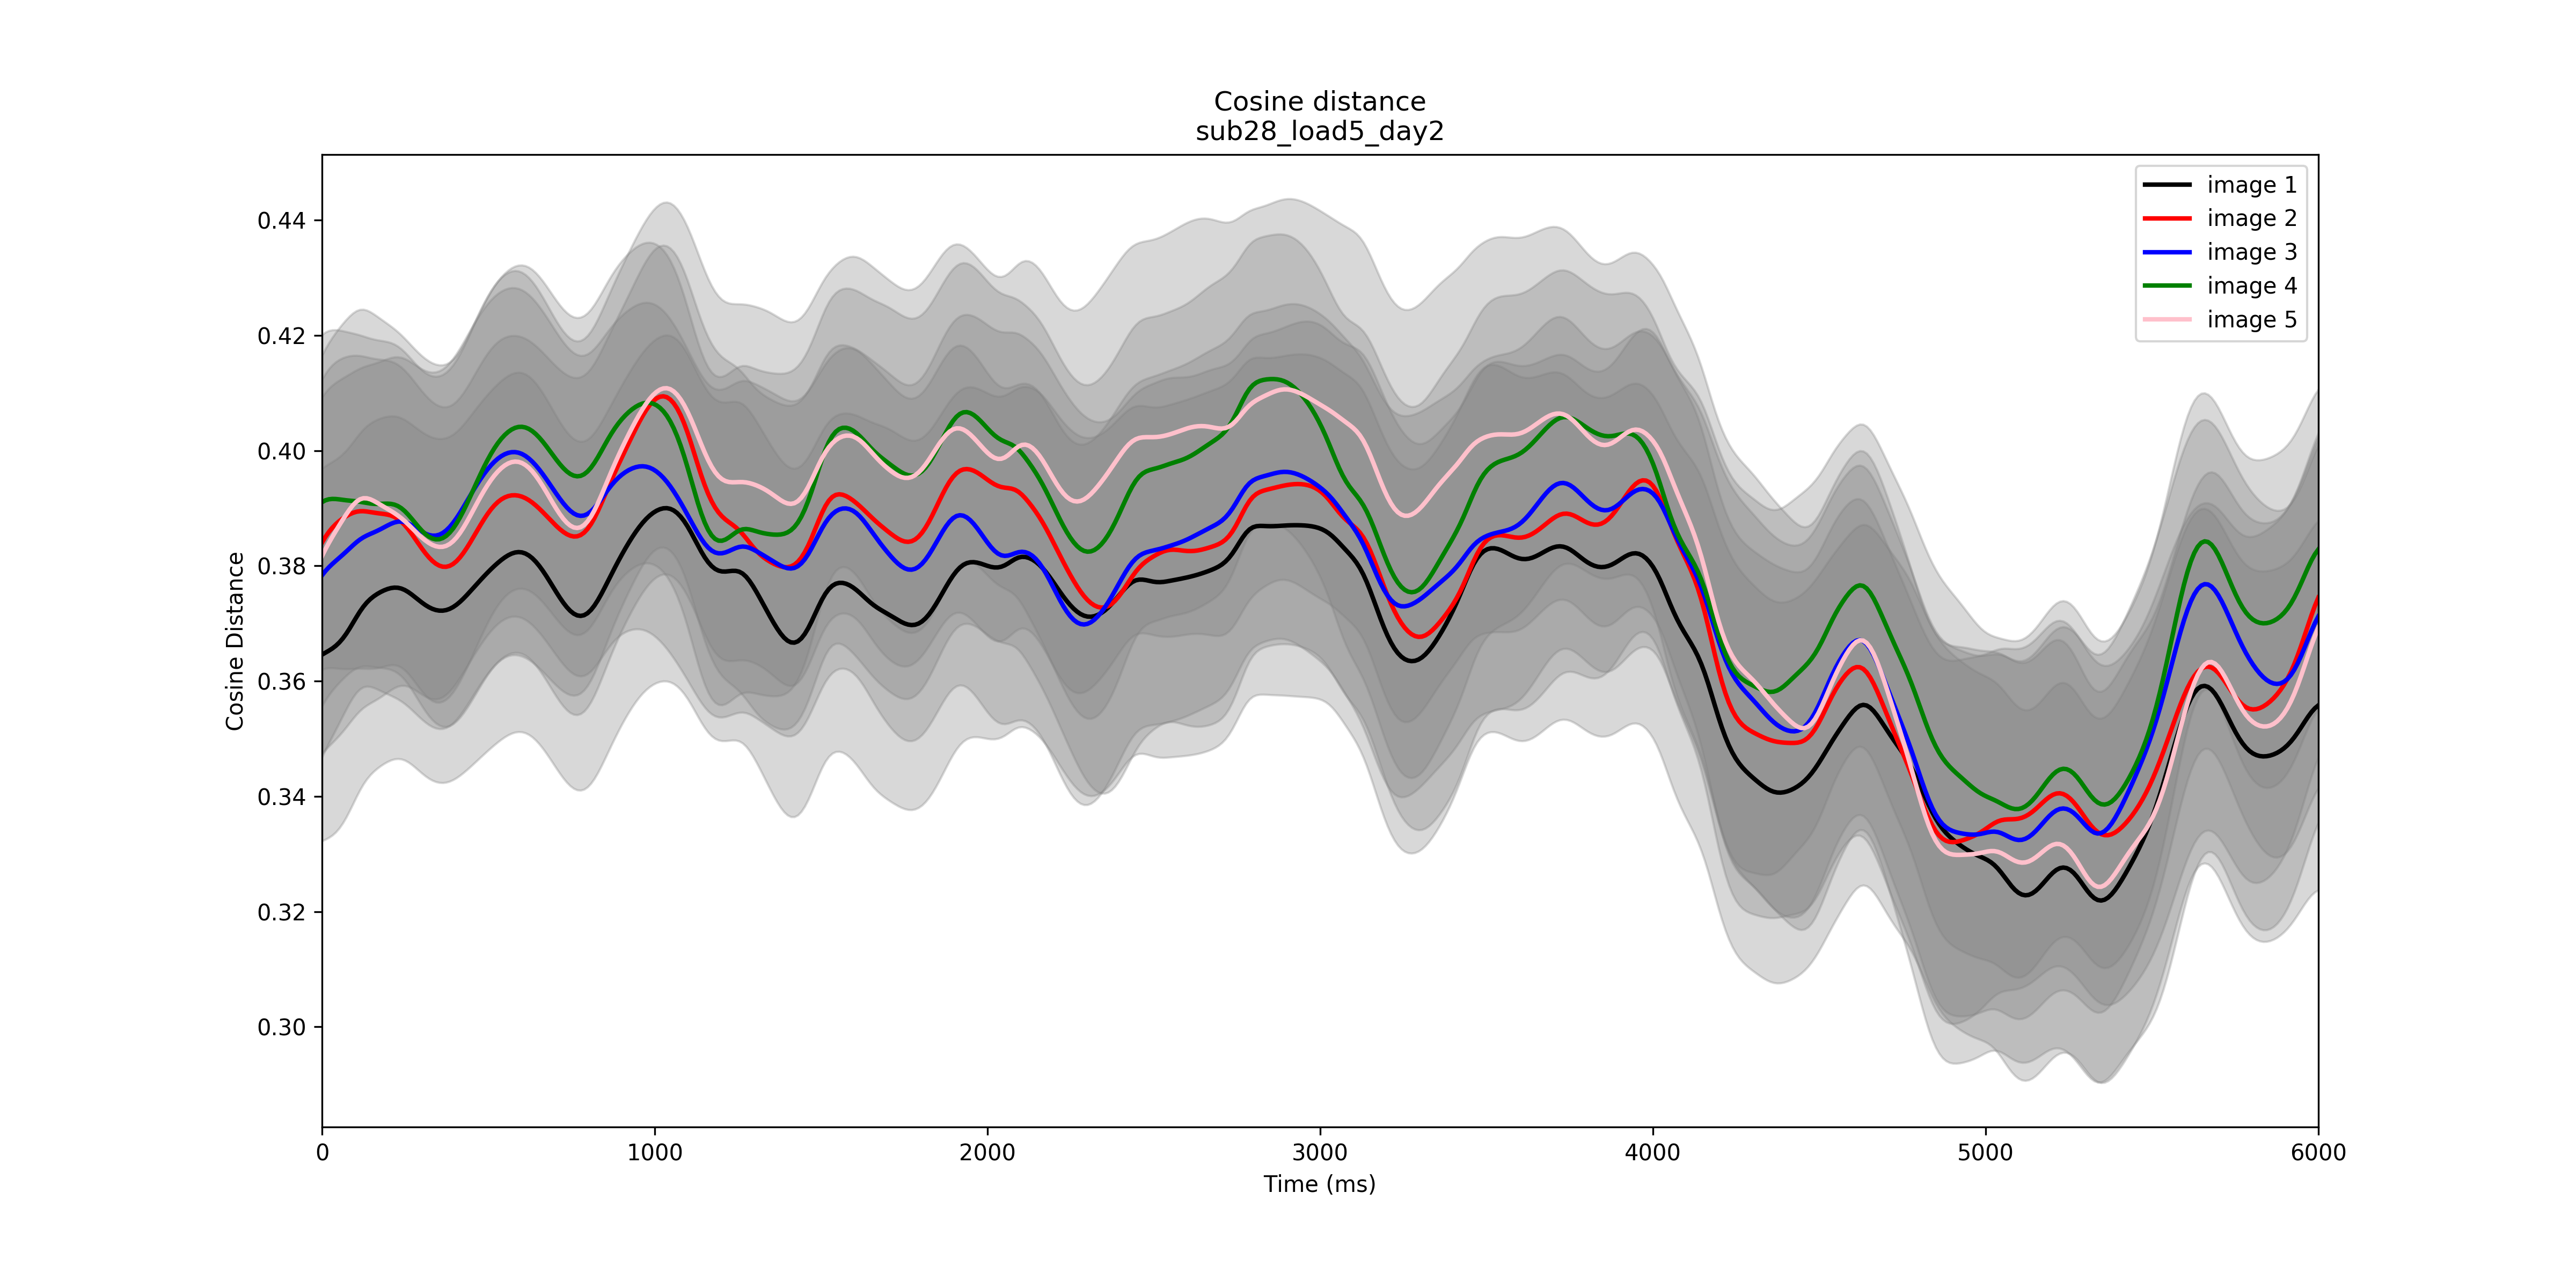 Cosine distance
sub28_load5_day2
Cosine Distance
0.44
0.42
0.40
0.38
0.36
0.34
0.32
0.30
image 1
image 2
image 3
image 4
image 5
0 1000 2000 3000 4000 5000 6000
Time (ms)